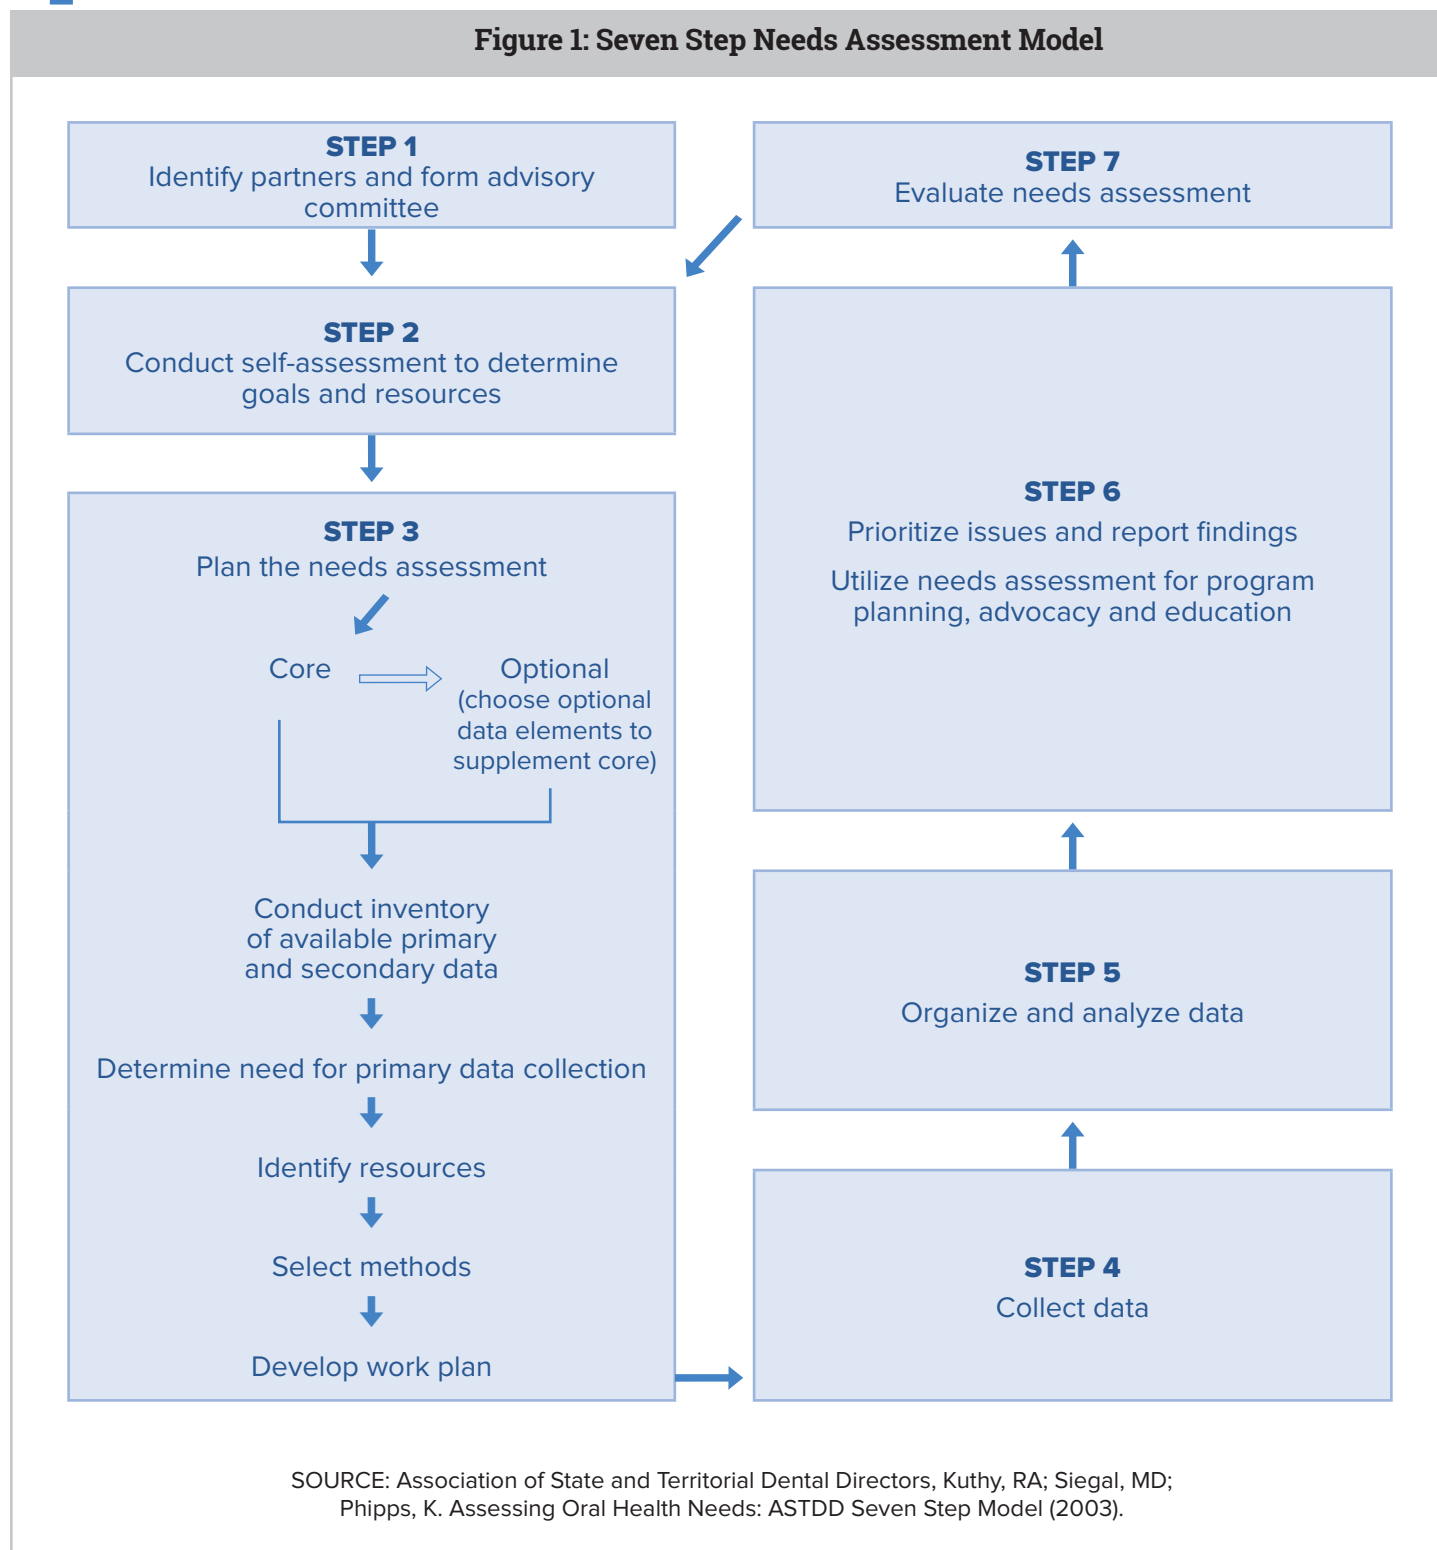 Figure 1: Seven Step Needs Assessment Model
STEP 1
Identify partners and form advisory
committee
STEP 2
Conduct self-assessment to determine
goals and resources
STEP 3
Plan the needs assessment
Core
Optional
(choose optional
data elements to
supplement core)
Conduct inventory
of available primary
and secondary data
Determine need for primary data collection
Identify resources
Select methods
Develop work plan
STEP 7
Evaluate needs assessment
STEP 6
Prioritize issues and report findings
Utilize needs assessment for program
planning, advocacy and education
STEP 5
Organize and analyze data
STEP 4
Collect data
SOURCE: Association of State and Territorial Dental Directors, Kuthy, RA; Siegal, MD;
Phipps, K. Assessing Oral Health Needs: ASTDD Seven Step Model (2003).